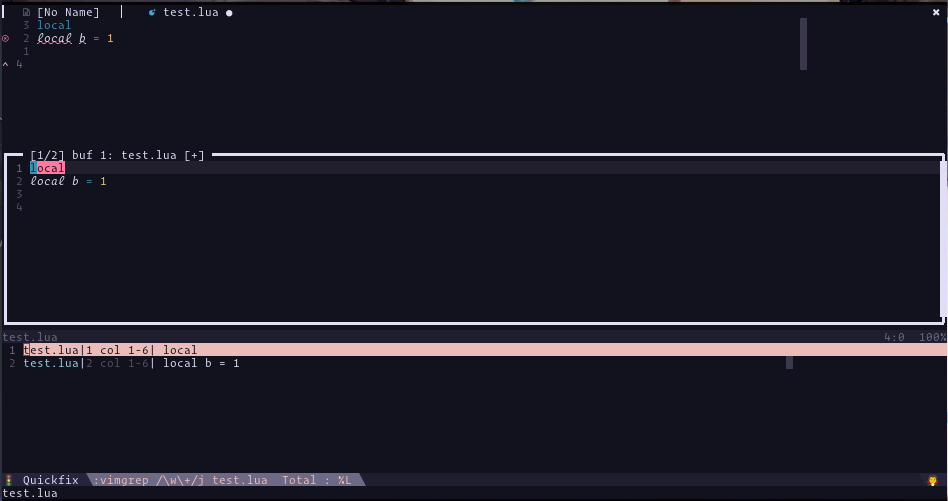 [No Name] test.lua ●
3 local
2 local b = 1
1
^ 4
[1/2] buf 1: test.lua [+]
1 local
2 local b = 1
3
4
test.lua 4:0 100%
1 test.lua|1 col 1-6| local
2 test.lua|2 col 1-6| local b = 1
Quickfix :vimgrep /\w\+/j test.lua Total : %L
test.lua